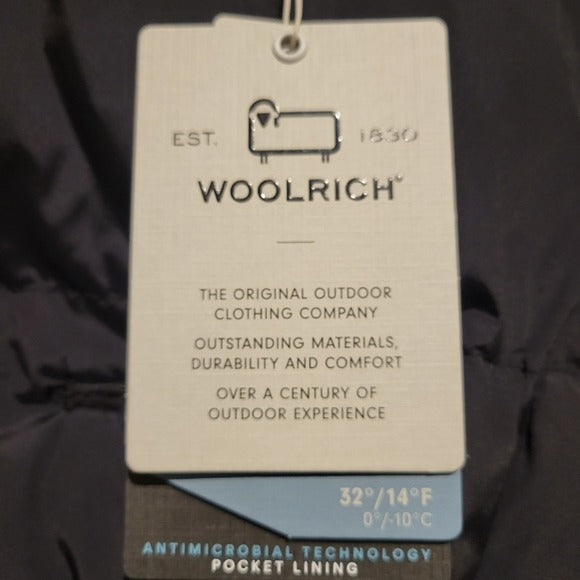 EST. 1830
WOOLRICH®
THE ORIGINAL OUTDOOR
CLOTHING COMPANY
OUTSTANDING MATERIALS,
DURABILITY AND COMFORT
OVER A CENTURY OF
OUTDOOR EXPERIENCE
32°/14°F
0°/-10°C
ANTIMICROBIAL TECHNOLOGY
POCKET LINING